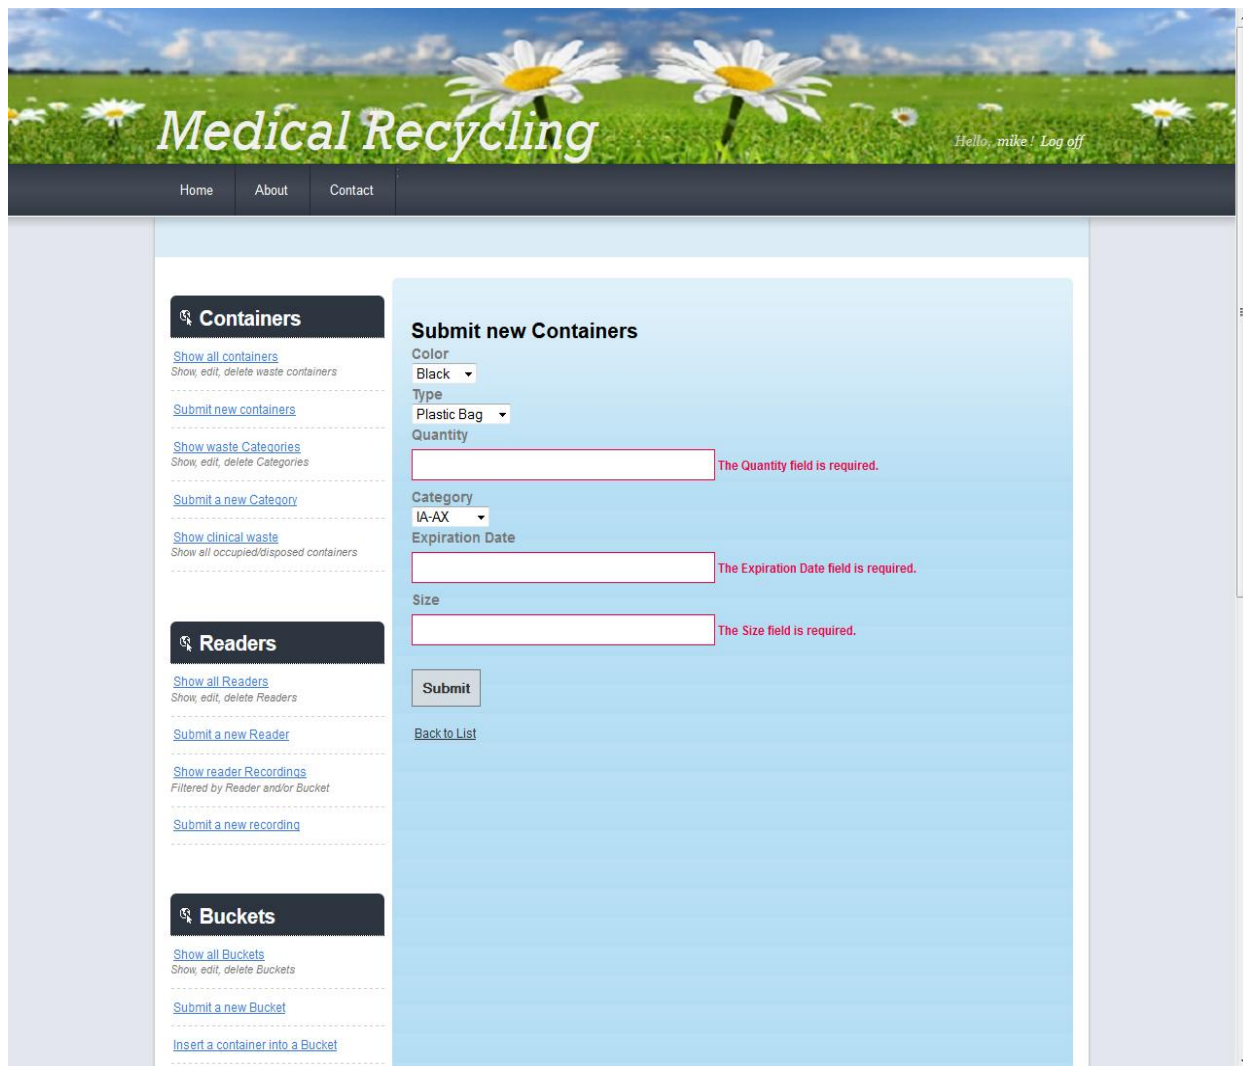 Medical Recycling
Hello, mike! Log off
Home About Contact
Containers
Show all containers
Show, edit, delete waste containers
Submit new containers
Show waste Categories
Show, edit, delete Categories
Submit a new Category
Show clinical waste
Show all occupied/disposed containers
Readers
Show all Readers
Show, edit, delete Readers
Submit a new Reader
Show reader Recordings
Filtered by Reader and/or Bucket
Submit a new recording
Buckets
Show all Buckets
Show, edit, delete Buckets
Submit a new Bucket
Insert a container into a Bucket
Submit new Containers
Color
Black
Type
Plastic Bag
Quantity
The Quantity field is required.
Category
IA-AX
Expiration Date
The Expiration Date field is required.
Size
The Size field is required.
Submit
Back to List